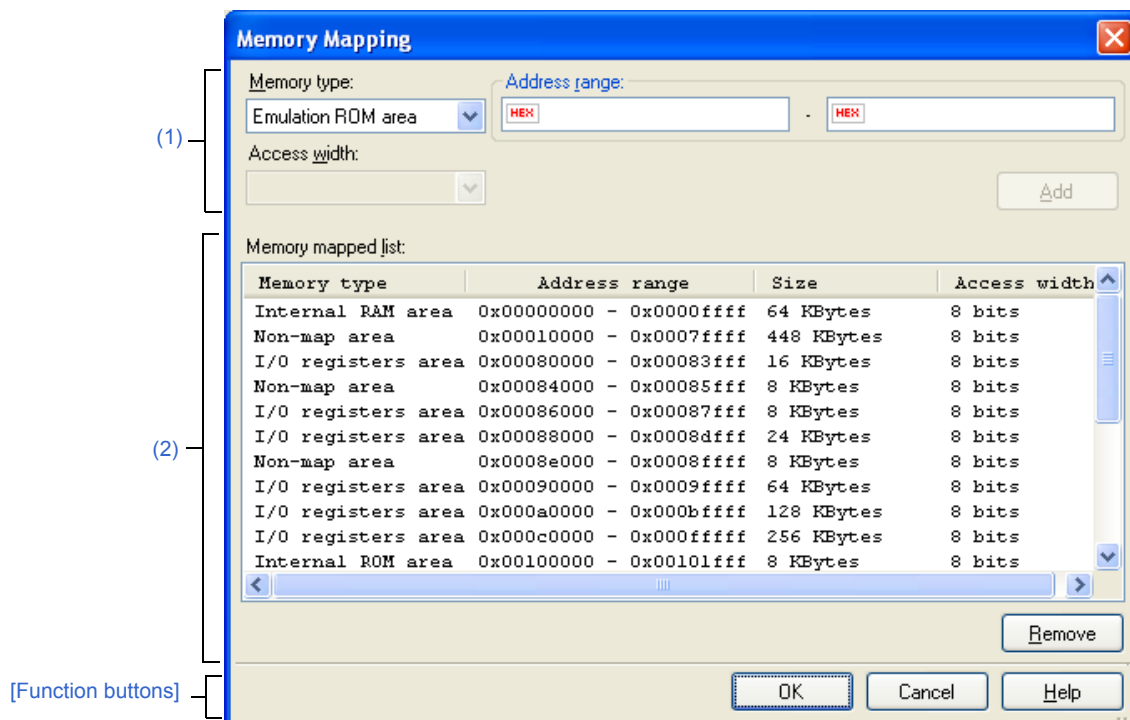 Memory Mapping
Memory type:
Address range:
Emulation ROM area
HEX - HEX
(1)
Access width:
Add
Memory mapped list:
Memory type Address range Size Access width
Internal RAM area 0x00000000 - 0x0000ffff 64 KBytes 8 bits
Non-map area 0x00010000 - 0x0007ffff 448 KBytes 8 bits
I/O registers area 0x00080000 - 0x00083fff 16 KBytes 8 bits
Non-map area 0x00084000 - 0x00085fff 8 KBytes 8 bits
I/O registers area 0x00086000 - 0x00087fff 8 KBytes 8 bits
I/O registers area 0x00088000 - 0x0008dfff 24 KBytes 8 bits
(2)
Non-map area 0x0008e000 - 0x0008ffff 8 KBytes 8 bits
I/O registers area 0x00090000 - 0x0009ffff 64 KBytes 8 bits
I/O registers area 0x000a0000 - 0x000bffff 128 KBytes 8 bits
I/O registers area 0x000c0000 - 0x000fffff 256 KBytes 8 bits
Internal ROM area 0x00100000 - 0x00101fff 8 KBytes 8 bits
Remove
[Function buttons]
OK Cancel Help